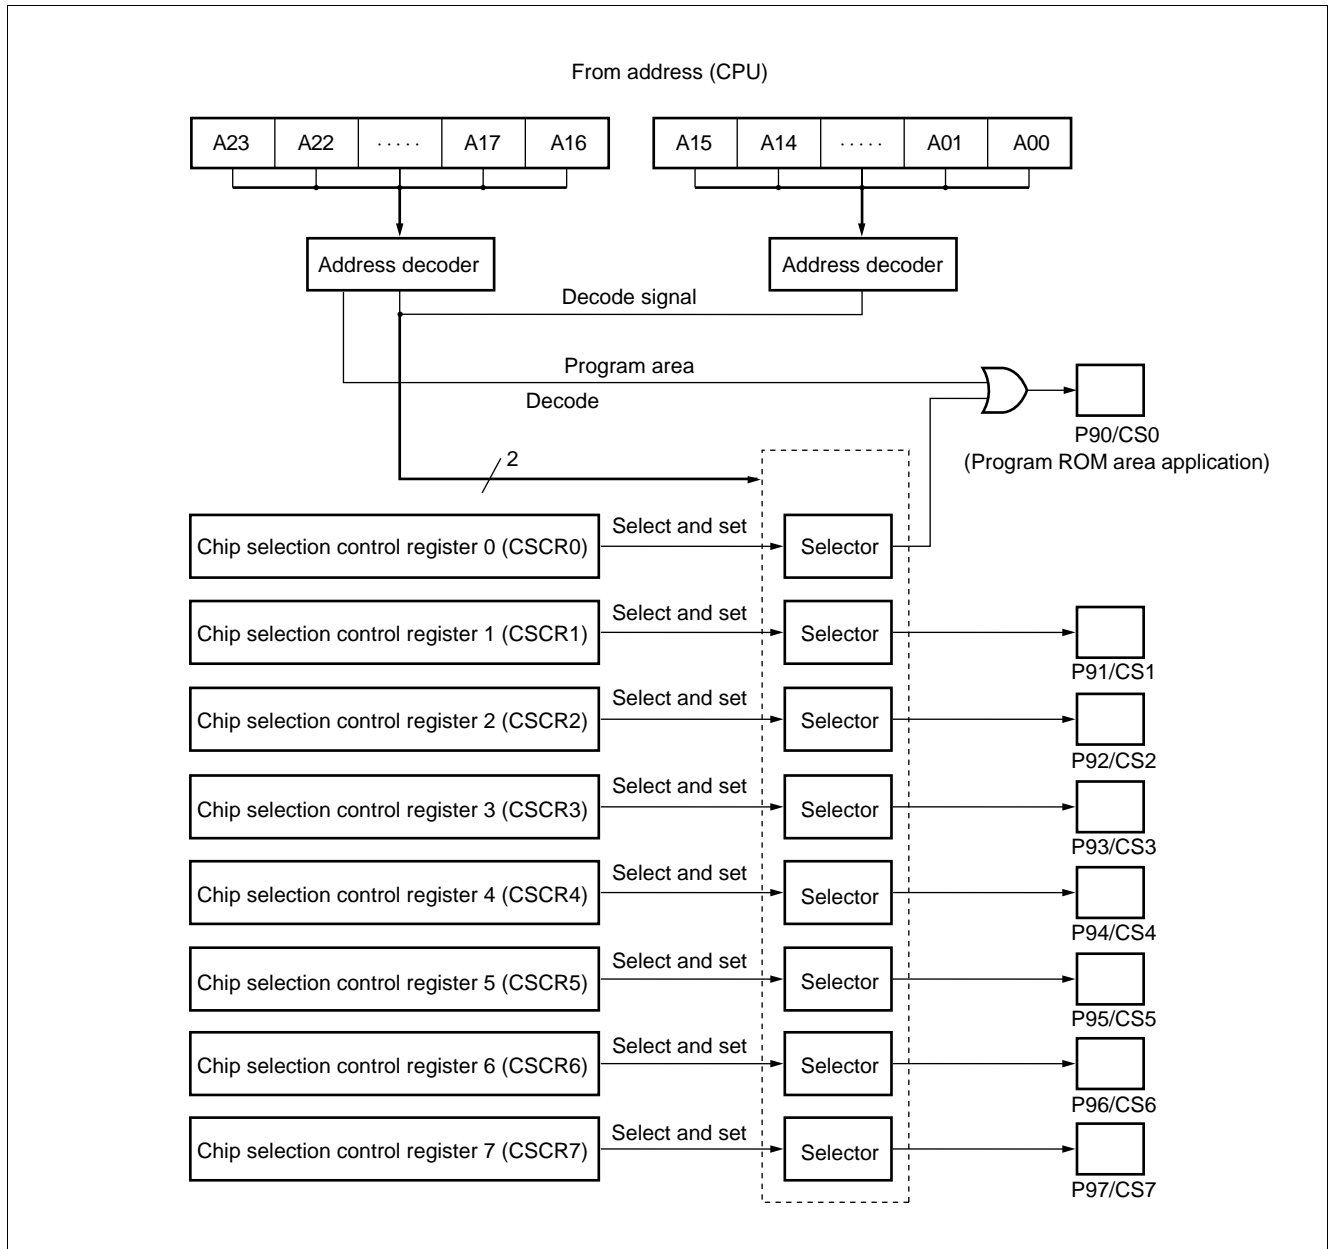 From address (CPU)
A23 A22 ····· A17 A16 A15 A14 ····· A01 A00
Address decoder Address decoder
Decode signal
Program area
Decode
P90/CS0
(Program ROM area application)
2
Chip selection control register 0 (CSCR0) Select and set Selector
Chip selection control register 1 (CSCR1) Select and set Selector
P91/CS1
Chip selection control register 2 (CSCR2) Select and set Selector
P92/CS2
Chip selection control register 3 (CSCR3) Select and set Selector
P93/CS3
Chip selection control register 4 (CSCR4) Select and set Selector
P94/CS4
Chip selection control register 5 (CSCR5) Select and set Selector
P95/CS5
Chip selection control register 6 (CSCR6) Select and set Selector
P96/CS6
Chip selection control register 7 (CSCR7) Select and set Selector
P97/CS7